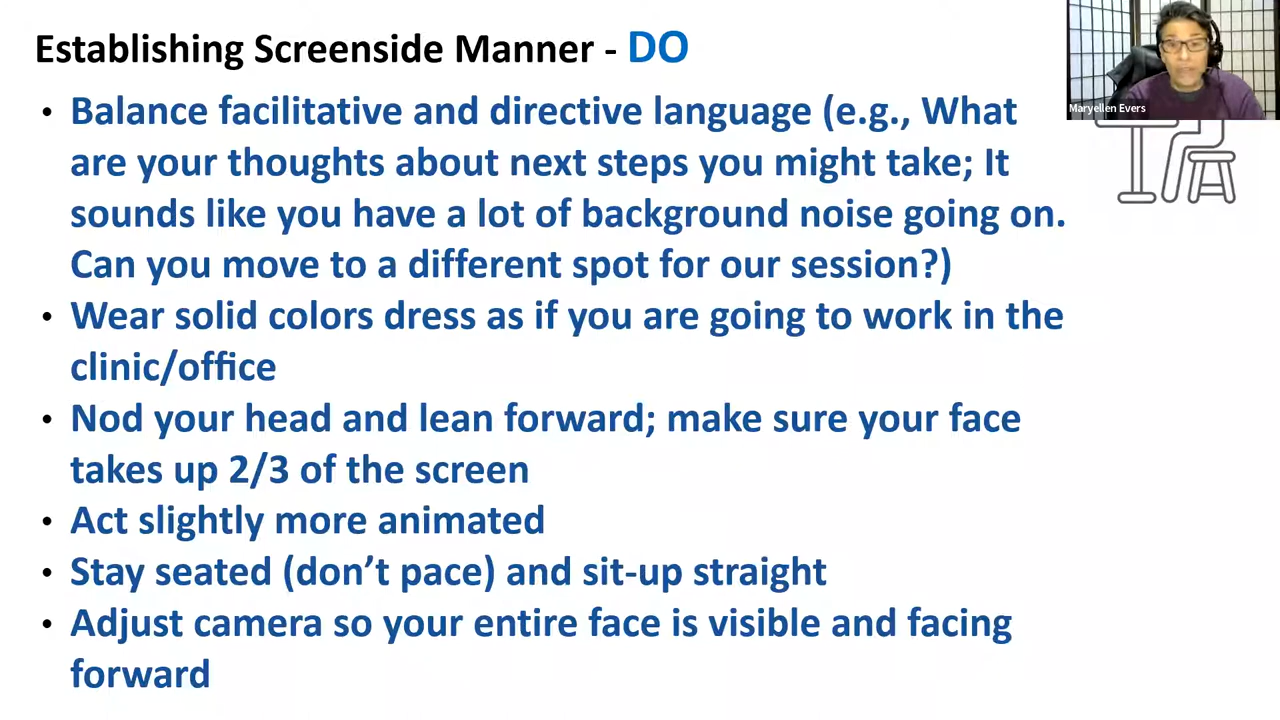 Establishing Screenside Manner - DO
Maryellen Evers
• Balance facilitative and directive language (e.g., What
are your thoughts about next steps you might take; It
sounds like you have a lot of background noise going on.
Can you move to a different spot for our session?)
• Wear solid colors dress as if you are going to work in the
clinic/office
• Nod your head and lean forward; make sure your face
takes up 2/3 of the screen
• Act slightly more animated
• Stay seated (don’t pace) and sit-up straight
• Adjust camera so your entire face is visible and facing
forward